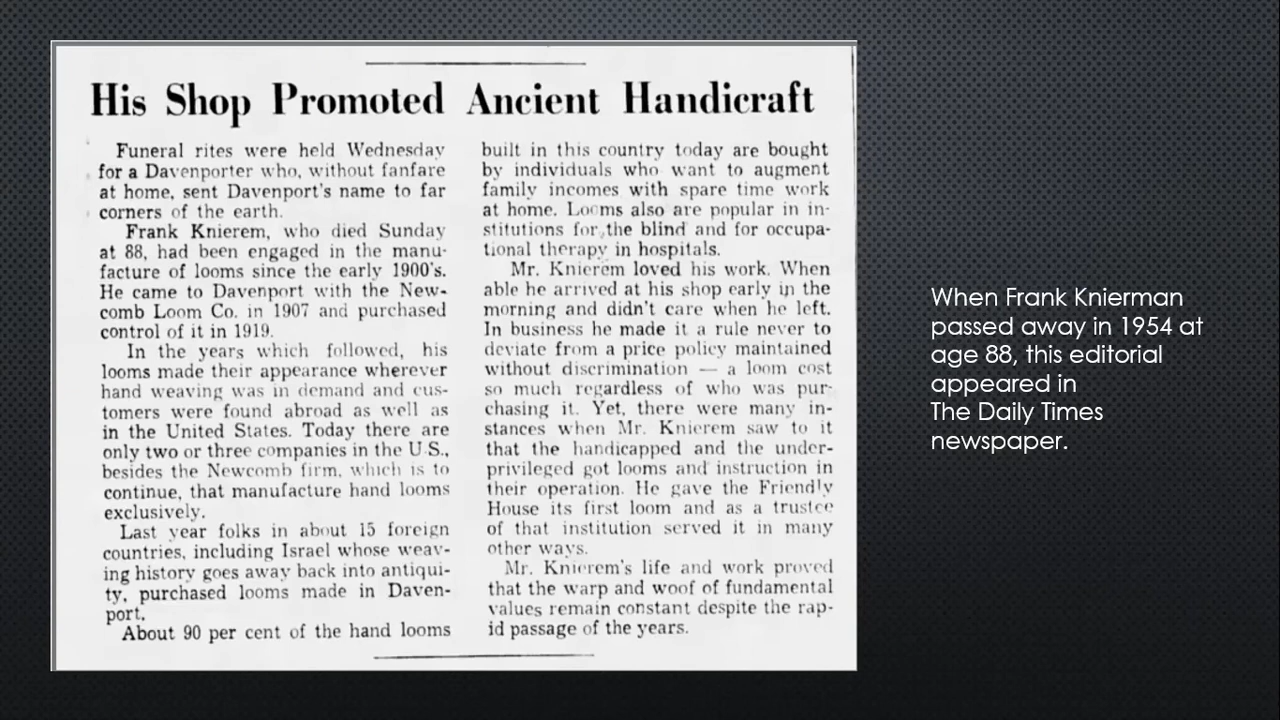 His Shop Promoted Ancient Handicraft
Funeral rites were held Wednesday
for a Davenporter who, without fanfare
at home, sent Davenport's name to far
corners of the earth.
Frank Knierem, who died Sunday
at 88, had been engaged in the manu-
facture of looms since the early 1900's.
He came to Davenport with the New-
comb Loom Co. in 1907 and purchased
control of it in 1919.
In the years which followed, his
looms made their appearance wherever
hand weaving was in demand and cus-
tomers were found abroad as well as
in the United States. Today there are
only two or three companies in the U.S.,
besides the Newcomb firm, which is to
continue, that manufacture hand looms
exclusively.
Last year folks in about 15 foreign
countries, including Israel whose weav-
ing history goes away back into antiqui-
ty, purchased looms made in Daven-
port.
About 90 per cent of the hand looms
built in this country today are bought
by individuals who want to augment
family incomes with spare time work
at home. Looms also are popular in in-
stitutions for the blind and for occupa-
tional therapy in hospitals.
Mr. Knierem loved his work. When
able he arrived at his shop early in the
morning and didn't care when he left.
In business he made it a rule never to
deviate from a price policy maintained
without discrimination — a loom cost
so much regardless of who was pur-
chasing it. Yet, there were many in-
stances when Mr. Knierem saw to it
that the handicapped and the under-
privileged got looms and instruction in
their operation. He gave the Friendly
House its first loom and as a trustee
of that institution served it in many
other ways.
Mr. Knierem's life and work proved
that the warp and woof of fundamental
values remain constant despite the rap-
id passage of the years.
When Frank Knierman
passed away in 1954 at
age 88, this editorial
appeared in
The Daily Times
newspaper.